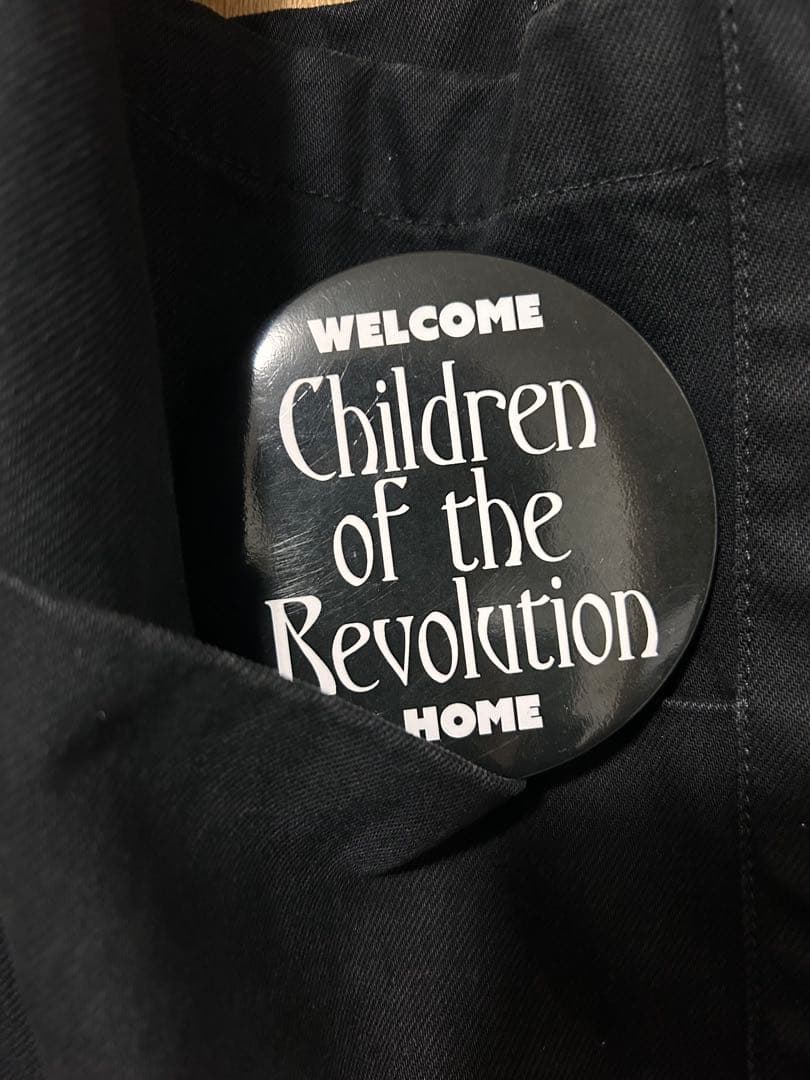 WELCOME
Children
of the
Revolution
HOME